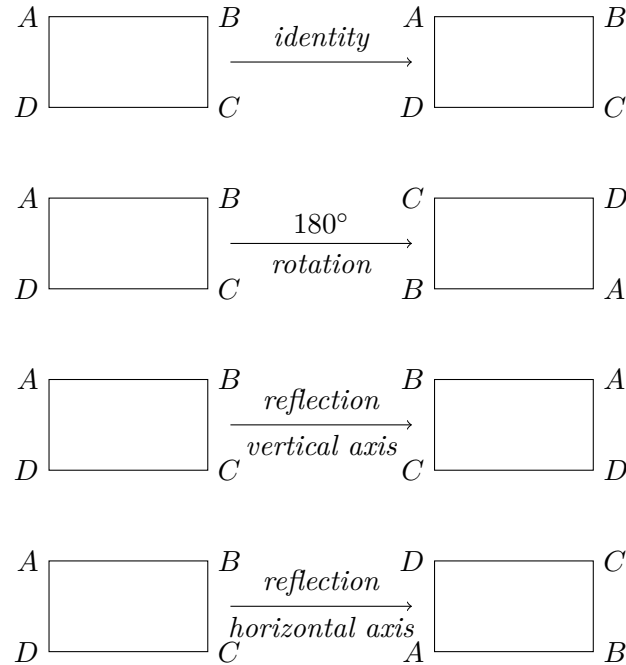 A B identity A B
D C D C
A B 180° C D
D C rotation B A
A B reflection B A
D C vertical axis C D
A B reflection D C
D C horizontal axis A B